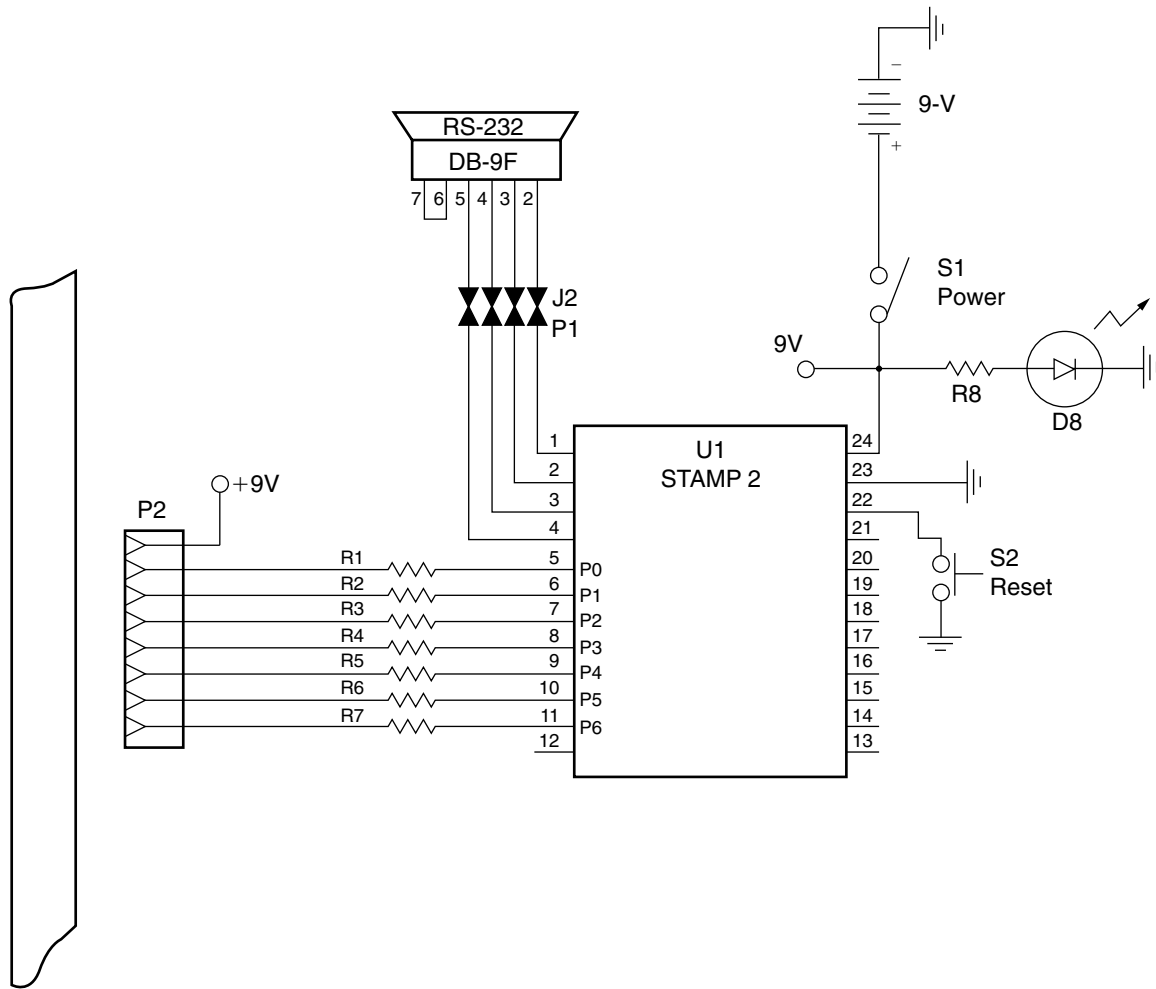 −
9-V
+
RS-232
DB-9F
7 6 5 4 3 2
J2
P1
S1
Power
9V
R8
D8
U1
STAMP 2
1
2
3
4
5
6
7
8
9
10
11
12
P0
P1
P2
P3
P4
P5
P6
24
23
22
21
20
19
18
17
16
15
14
13
S2
Reset
+9V
P2
R1
R2
R3
R4
R5
R6
R7